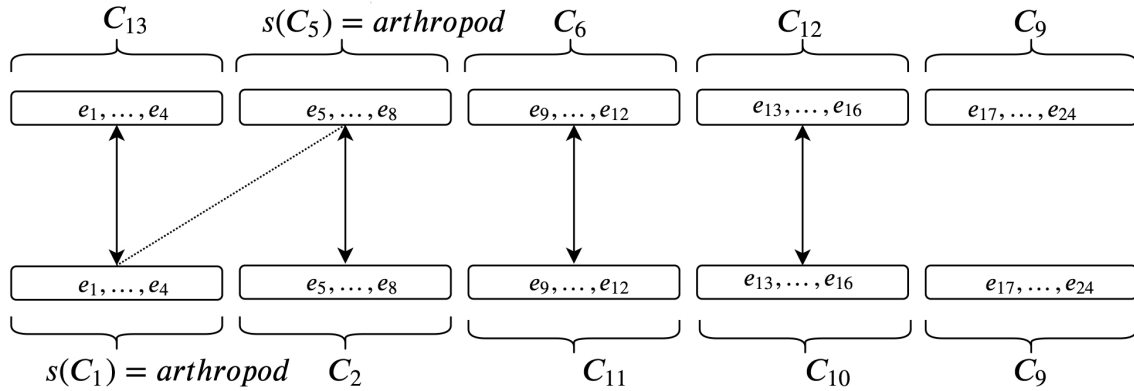 C₁₃ s(C₅) = arthropod C₆ C₁₂ C₉
e₁, ..., e₄ e₅, ..., e₈ e₉, ..., e₁₂ e₁₃, ..., e₁₆ e₁₇, ..., e₂₄
e₁, ..., e₄ e₅, ..., e₈ e₉, ..., e₁₂ e₁₃, ..., e₁₆ e₁₇, ..., e₂₄
s(C₁) = arthropod C₂ C₁₁ C₁₀ C₉